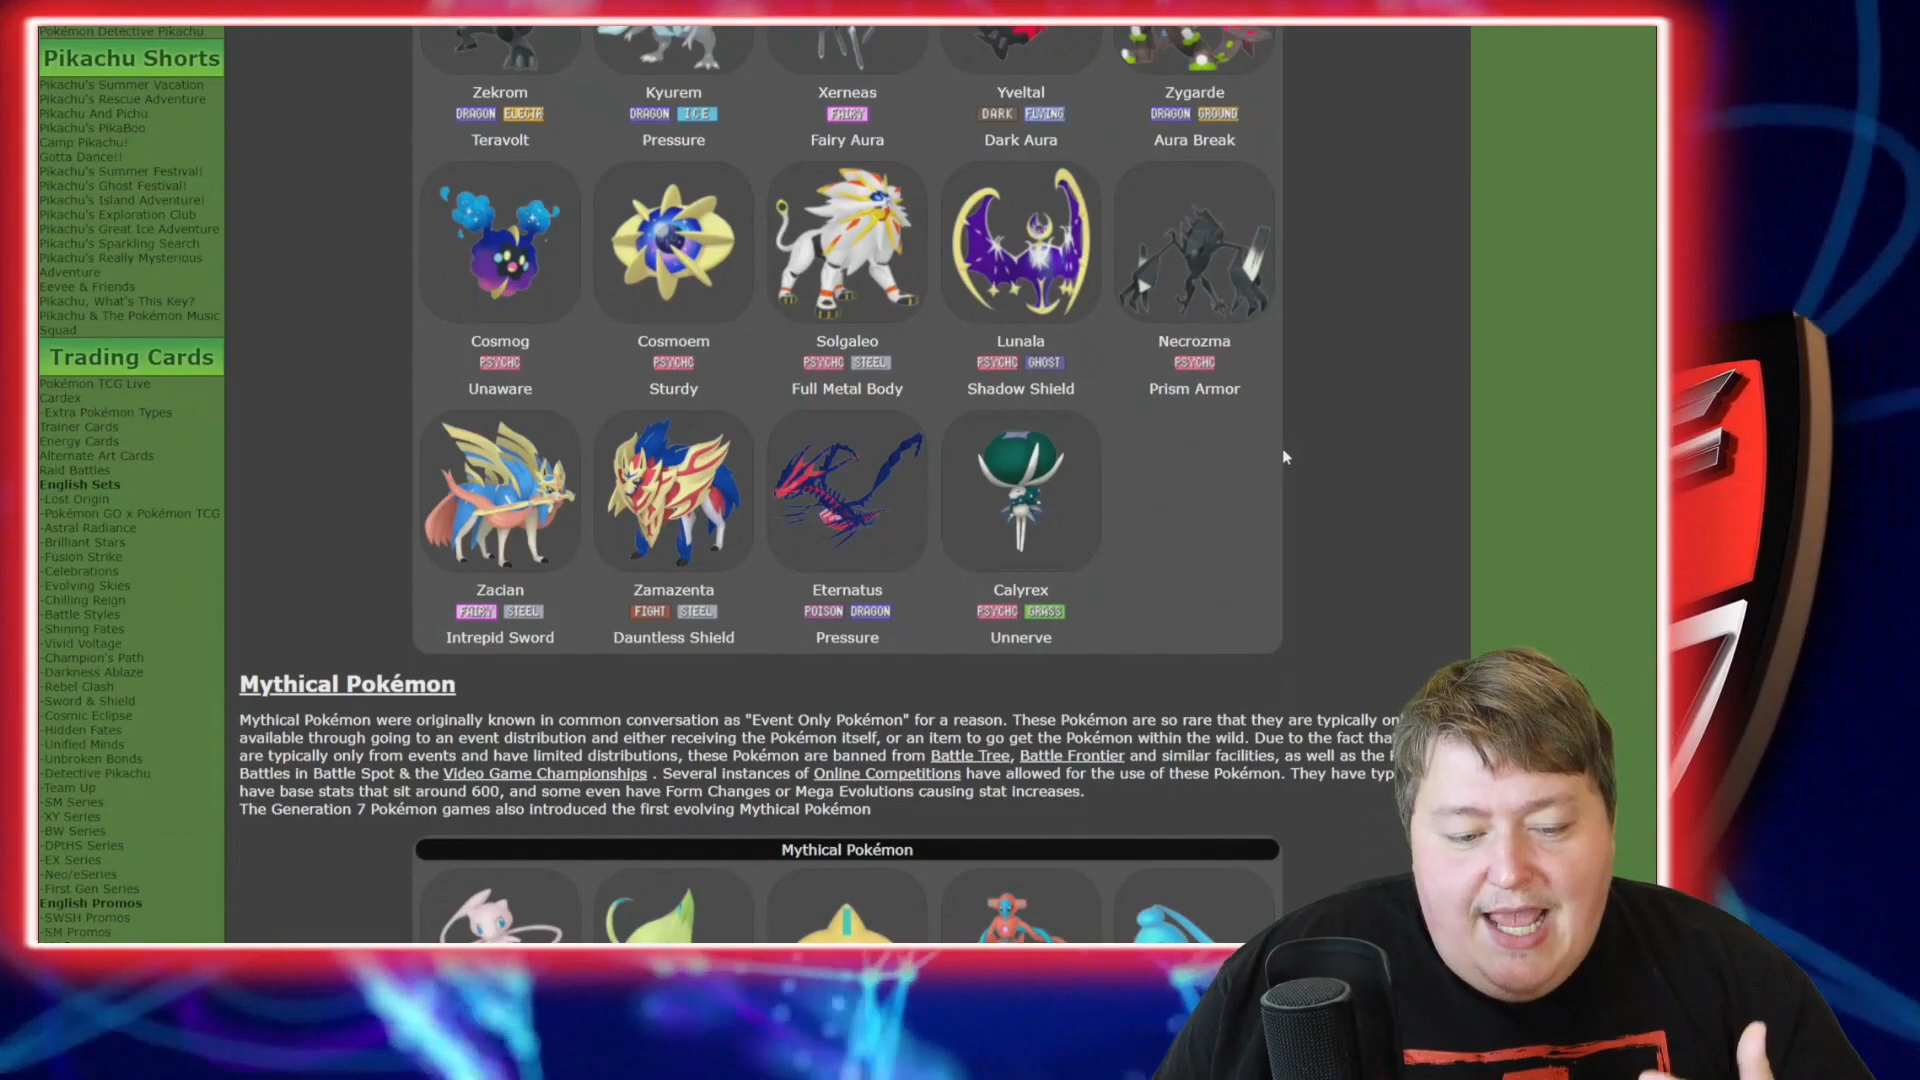 Pokémon Detective Pikachu
Pikachu Shorts
Pikachu's Summer Vacation
Pikachu's Rescue Adventure
Pikachu And Pichu
Pikachu's PikaBoo
Camp Pikachu!
Gotta Dance!!
Pikachu's Summer Festival!
Pikachu's Ghost Festival!
Pikachu's Island Adventure!
Pikachu's Exploration Club
Pikachu's Great Ice Adventure
Pikachu's Sparkling Search
Pikachu's Really Mysterious
Adventure
Eevee & Friends
Pikachu, What's This Key?
Pikachu & The Pokémon Music
Squad
Trading Cards
Pokémon TCG Live
Cardex
-Extra Pokémon Types
Trainer Cards
Energy Cards
Alternate Art Cards
Raid Battles
English Sets
-Lost Origin
-Pokémon GO x Pokémon TCG
-Astral Radiance
-Brilliant Stars
-Fusion Strike
-Celebrations
-Evolving Skies
-Chilling Reign
-Battle Styles
-Shining Fates
-Vivid Voltage
-Champion's Path
-Darkness Ablaze
-Rebel Clash
-Sword & Shield
-Cosmic Eclipse
-Hidden Fates
-Unified Minds
-Unbroken Bonds
-Detective Pikachu
-Team Up
-SM Series
-XY Series
-BW Series
-DPtHS Series
-EX Series
-Neo/eSeries
-First Gen Series
English Promos
-SWSH Promos
-SM Promos
Zekrom Kyurem Xerneas Yveltal Zygarde
DRAGON ELECTR DRAGON ICE FAIRY DARK FLYING DRAGON GROUND
Teravolt Pressure Fairy Aura Dark Aura Aura Break
Cosmog Cosmoem Solgaleo Lunala Necrozma
PSYCHC PSYCHC PSYCHC STEEL PSYCHC GHOST PSYCHC
Unaware Sturdy Full Metal Body Shadow Shield Prism Armor
Zacian Zamazenta Eternatus Calyrex
FAIRY STEEL FIGHT STEEL POISON DRAGON PSYCHC GRASS
Intrepid Sword Dauntless Shield Pressure Unnerve
Mythical Pokémon
Mythical Pokémon were originally known in common conversation as "Event Only Pokémon" for a reason. These Pokémon are so rare that they are typically
available through going to an event distribution and either receiving the Pokémon itself, or an item to go get the Pokémon within the wild. Due to the fact that
are typically only from events and have limited distributions, these Pokémon are banned from Battle Tree, Battle Frontier and similar facilities, as well as the
Battles in Battle Spot & the Video Game Championships . Several instances of Online Competitions have allowed for the use of these Pokémon. They have
have base stats that sit around 600, and some even have Form Changes or Mega Evolutions causing stat increases.
The Generation 7 Pokémon games also introduced the first evolving Mythical Pokémon
Mythical Pokémon